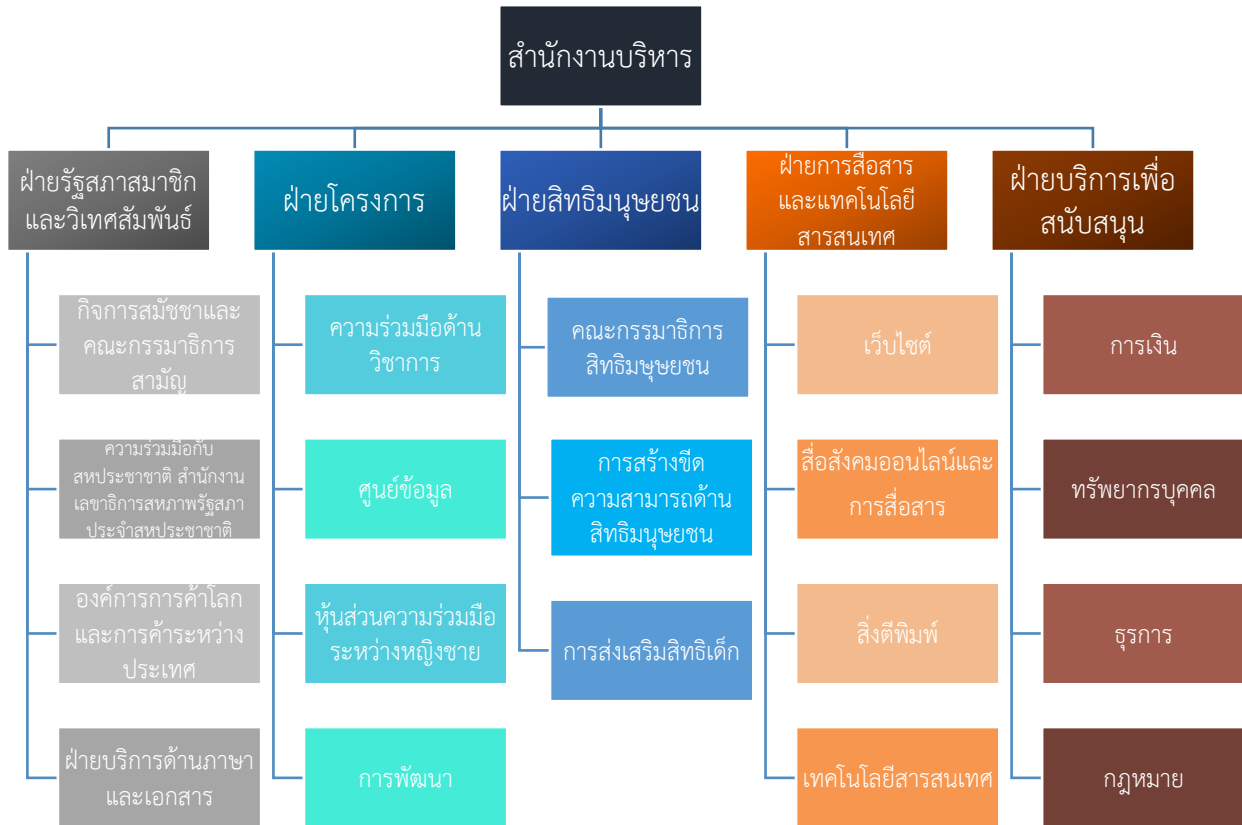 สำนักงานบริหาร
ฝ่ายรัฐสภาสมาชิก
และวิเทศสัมพันธ์
กิจการสมัชชาและ
คณะกรรมาธิการ
สามัญ
ความร่วมมือกับ
สหประชาชาติ สำนักงาน
เลขาธิการสหภาพรัฐสภา
ประจำสหประชาชาติ
องค์การการค้าโลก
และการค้าระหว่าง
ประเทศ
ฝ่ายบริการด้านภาษา
และเอกสาร
ฝ่ายโครงการ
ความร่วมมือด้าน
วิชาการ
ศูนย์ข้อมูล
หุ้นส่วนความร่วมมือ
ระหว่างหญิงชาย
การพัฒนา
ฝ่ายสิทธิมนุษยชน
คณะกรรมาธิการ
สิทธิมษุษยชน
การสร้างขีด
ความสามารถด้าน
สิทธิมนุษยชน
การส่งเสริมสิทธิเด็ก
ฝ่ายการสื่อสาร
และแทคโนโลยี
สารสนเทศ
เว็บไซต์
สื่อสังคมออนไลน์และ
การสื่อสาร
สิ่งตีพิมพ์
เทคโนโลยีสารสนเทศ
ฝ่ายบริการเพื่อ
สนับสนุน
การเงิน
ทรัพยากรบุคคล
ธุรการ
กฎหมาย